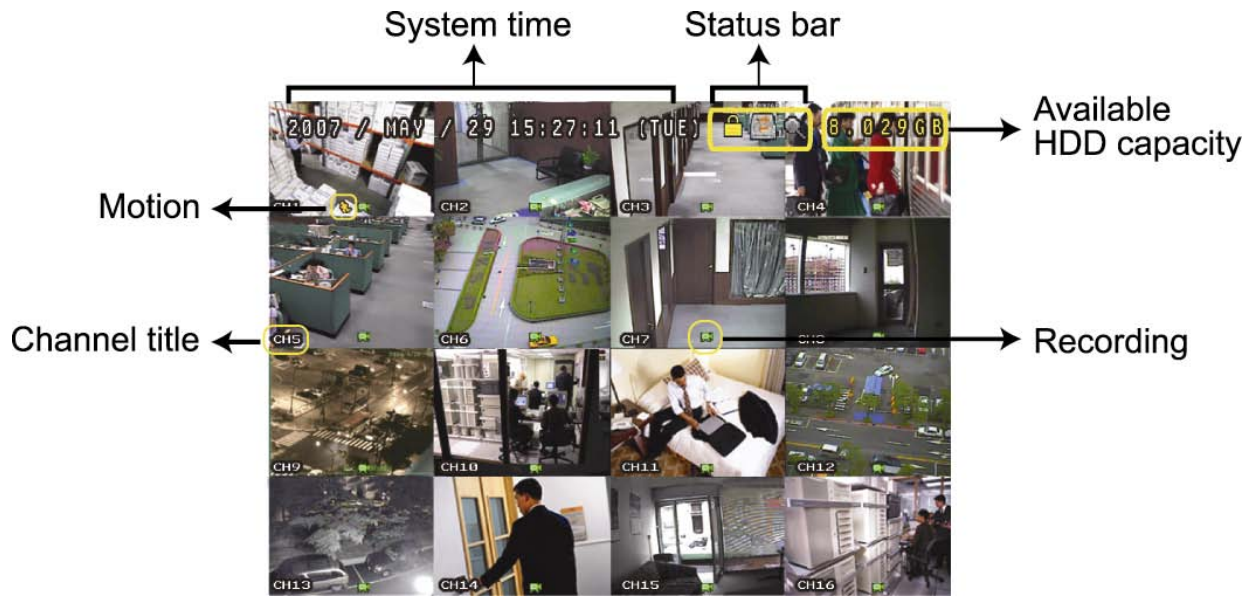 System time
Status bar
2007 / MAY / 29 15:27:11 (TUE)
8.029GB
Available
HDD capacity
Motion
CH1
CH2
CH3
CH4
Channel title
CH5
CH6
CH7
CH8
Recording
CH9
CH10
CH11
CH12
CH13
CH14
CH15
CH16